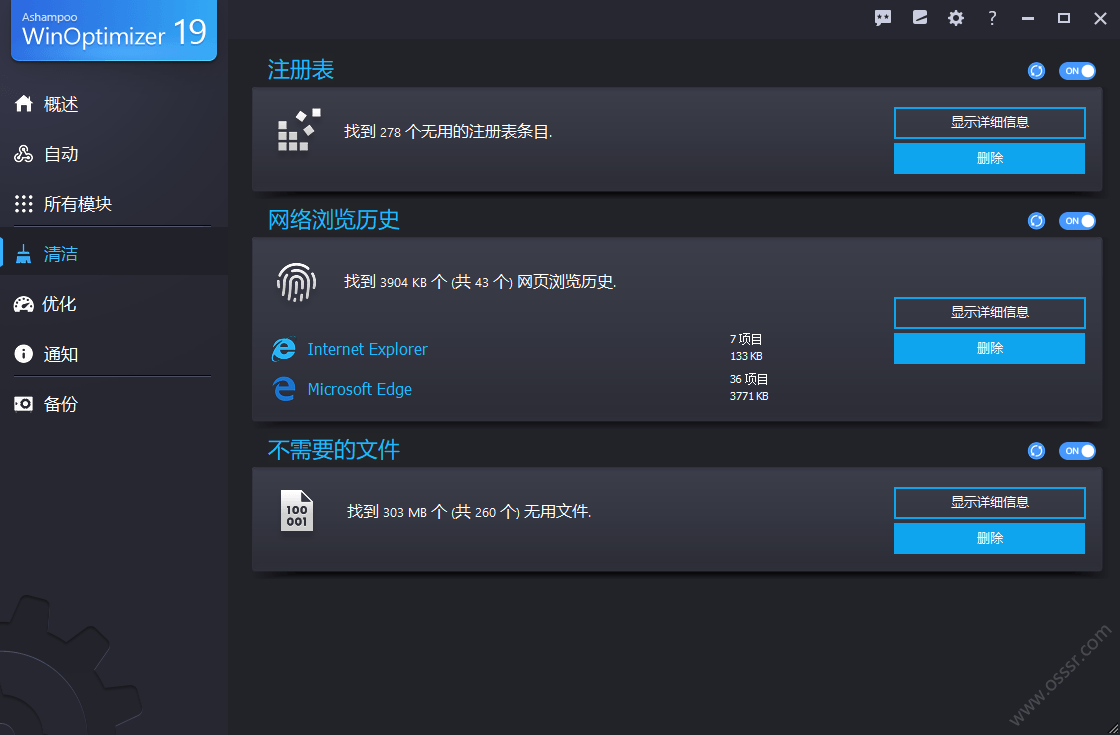 Ashampoo
WinOptimizer 19
?
概述
自动
所有模块
清洁
优化
通知
备份
注册表
ON
找到 278 个无用的注册表条目.
显示详细信息
删除
网络浏览历史
ON
找到 3904 KB 个 (共 43 个) 网页浏览历史.
显示详细信息
删除
Internet Explorer
7 项目
133 KB
Microsoft Edge
36 项目
3771 KB
不需要的文件
ON
100
001
找到 303 MB 个 (共 260 个) 无用文件.
显示详细信息
删除
www.osssr.com